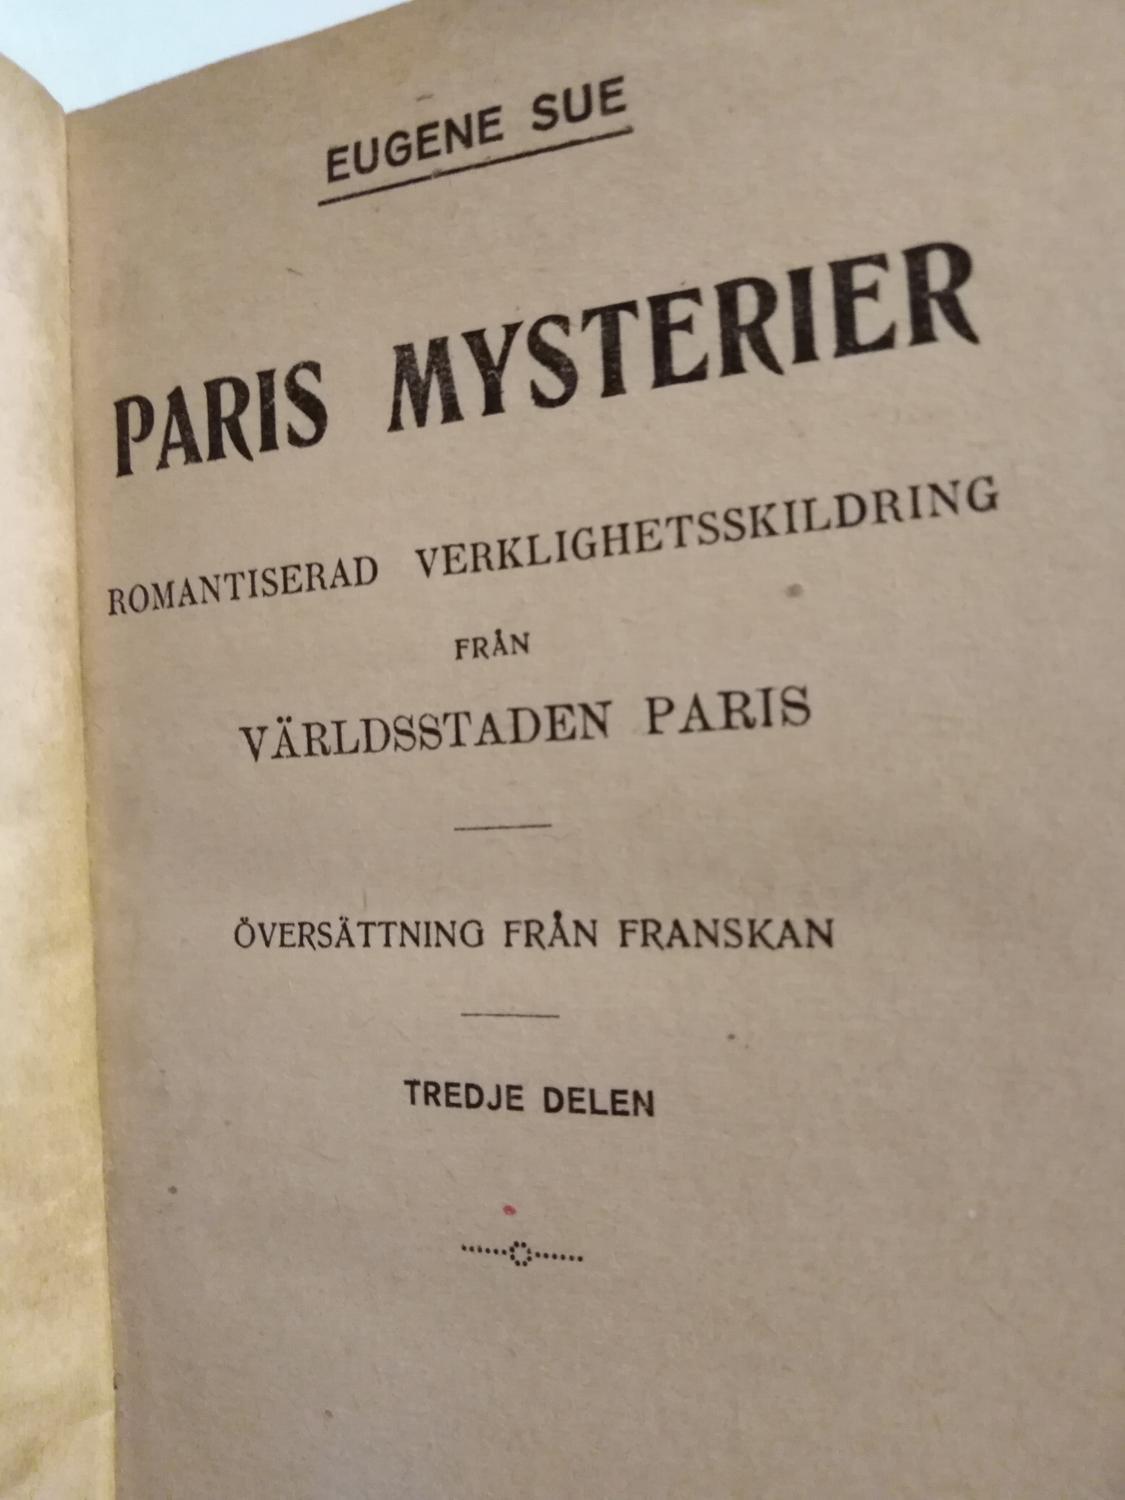 EUGENE SUE
PARIS MYSTERIER
ROMANTISERAD VERKLIGHETSSKILDRING
FRÅN
VÄRLDSSTADEN PARIS
ÖVERSÄTTNING FRÅN FRANSKAN
TREDJE DELEN